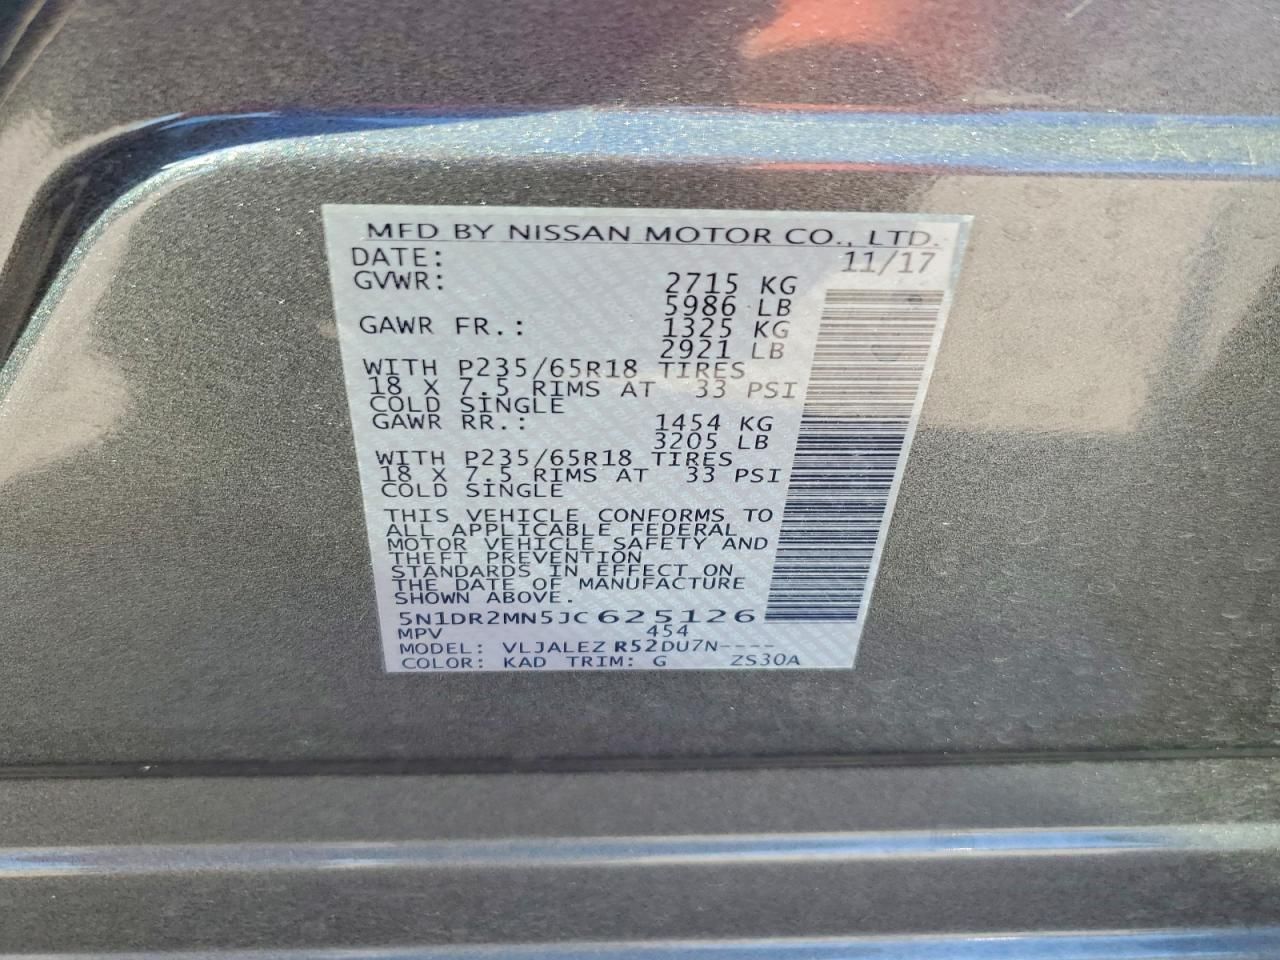 MFD BY NISSAN MOTOR CO., LTD.
DATE: 11/17
GVWR: 2715 KG
5986 LB
GAWR FR.: 1325 KG
2921 LB
WITH P235/65R18 TIRES
18 X 7.5 RIMS AT 33 PSI
COLD SINGLE
GAWR RR.: 1454 KG
3205 LB
WITH P235/65R18 TIRES
18 X 7.5 RIMS AT 33 PSI
COLD SINGLE
THIS VEHICLE CONFORMS TO
ALL APPLICABLE FEDERAL
MOTOR VEHICLE SAFETY AND
THEFT PREVENTION
STANDARDS IN EFFECT ON
THE DATE OF MANUFACTURE
SHOWN ABOVE.
5N1DR2MN5JC625126
MPV 454
MODEL: VLJALEZ R52DU7N----
COLOR: KAD TRIM: G ZS30A